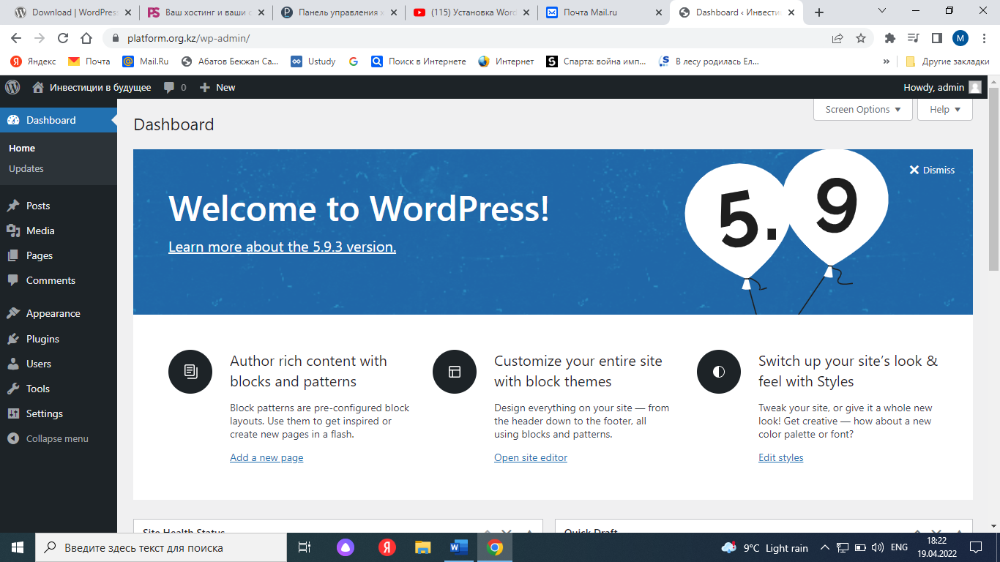 Download | WordPress
Ваш хостинг и ваши с
Панель управления х
(115) Установка Word
Почта Mail.ru
Dashboard ‹ Инвести
platform.org.kz/wp-admin/
M
Яндекс
Почта
Mail.Ru
Абатов Бекжан Са...
Ustudy
Поиск в Интернете
Интернет
Спарта: война имп...
В лесу родилась Ел...
»
Другие закладки
Инвестиции в будущее
0
New
Howdy, admin
Dashboard
Home
Updates
Posts
Media
Pages
Comments
Appearance
Plugins
Users
Tools
Settings
Collapse menu
Screen Options
Help
Dashboard
Dismiss
Welcome to WordPress!
Learn more about the 5.9.3 version.
5.9
Author rich content with
blocks and patterns
Block patterns are pre-configured block
layouts. Use them to get inspired or
create new pages in a flash.
Add a new page
Customize your entire site
with block themes
Design everything on your site — from
the header down to the footer, all
using blocks and patterns.
Open site editor
Switch up your site’s look &
feel with Styles
Tweak your site, or give it a whole new
look! Get creative — how about a new
color palette or font?
Edit styles
Site Health Status
Quick Draft
Введите здесь текст для поиска
9°C Light rain
ENG
18:22
19.04.2022